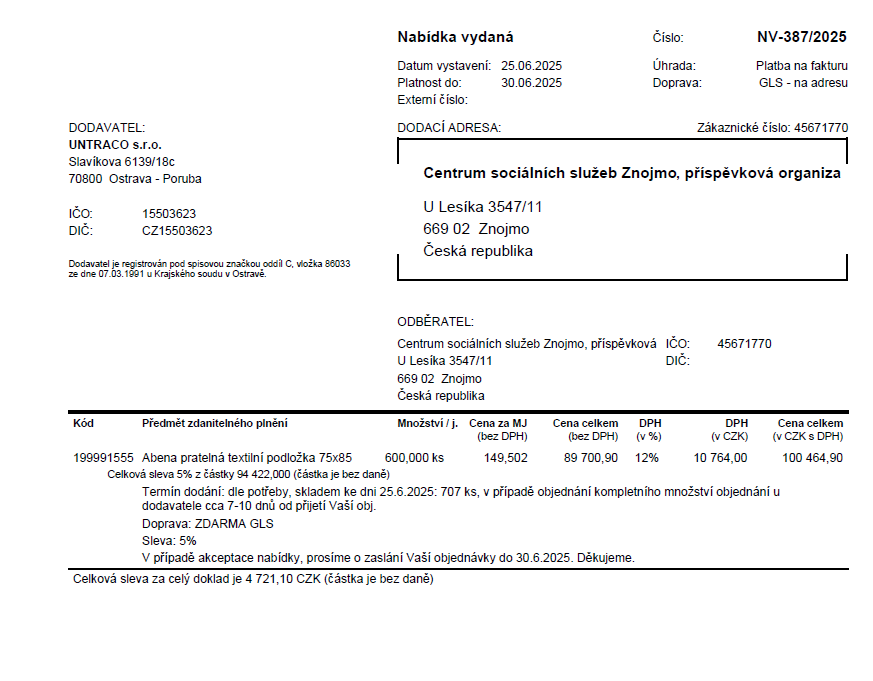 Nabídka vydaná Číslo: NV-387/2025
Datum vystavení: 25.06.2025 Úhrada: Platba na fakturu
Platnost do: 30.06.2025 Doprava: GLS - na adresu
Externí číslo:
DODAVATEL:
UNTRACO s.r.o.
Slavíkova 6139/18c
70800 Ostrava - Poruba
IČO: 15503623
DIČ: CZ15503623
Dodavatel je registrován pod spisovou značkou oddíl C, vložka 86033
ze dne 07.03.1991 u Krajského soudu v Ostravě.
DODACÍ ADRESA: Zákaznické číslo: 45671770
Centrum sociálních služeb Znojmo, příspěvková organiza
U Lesíka 3547/11
669 02 Znojmo
Česká republika
ODBĚRATEL:
Centrum sociálních služeb Znojmo, příspěvková IČO: 45671770
U Lesíka 3547/11 DIČ:
669 02 Znojmo
Česká republika
Kód Předmět zdanitelného plnění Množství / j. Cena za MJ Cena celkem DPH DPH Cena celkem
(bez DPH) (bez DPH) (v %) (v CZK) (v CZK s DPH)
199991555 Abena pratelná textilní podložka 75x85 600,000 ks 149,502 89 700,90 12% 10 764,00 100 464,90
Celková sleva 5% z částky 94 422,000 (částka je bez daně)
Termín dodání: dle potřeby, skladem ke dni 25.6.2025: 707 ks, v případě objednání kompletního množství objednání u
dodavatele cca 7-10 dnů od přijetí Vaší obj.
Doprava: ZDARMA GLS
Sleva: 5%
V případě akceptace nabídky, prosíme o zaslání Vaší objednávky do 30.6.2025. Děkujeme.
Celková sleva za celý doklad je 4 721,10 CZK (částka je bez daně)